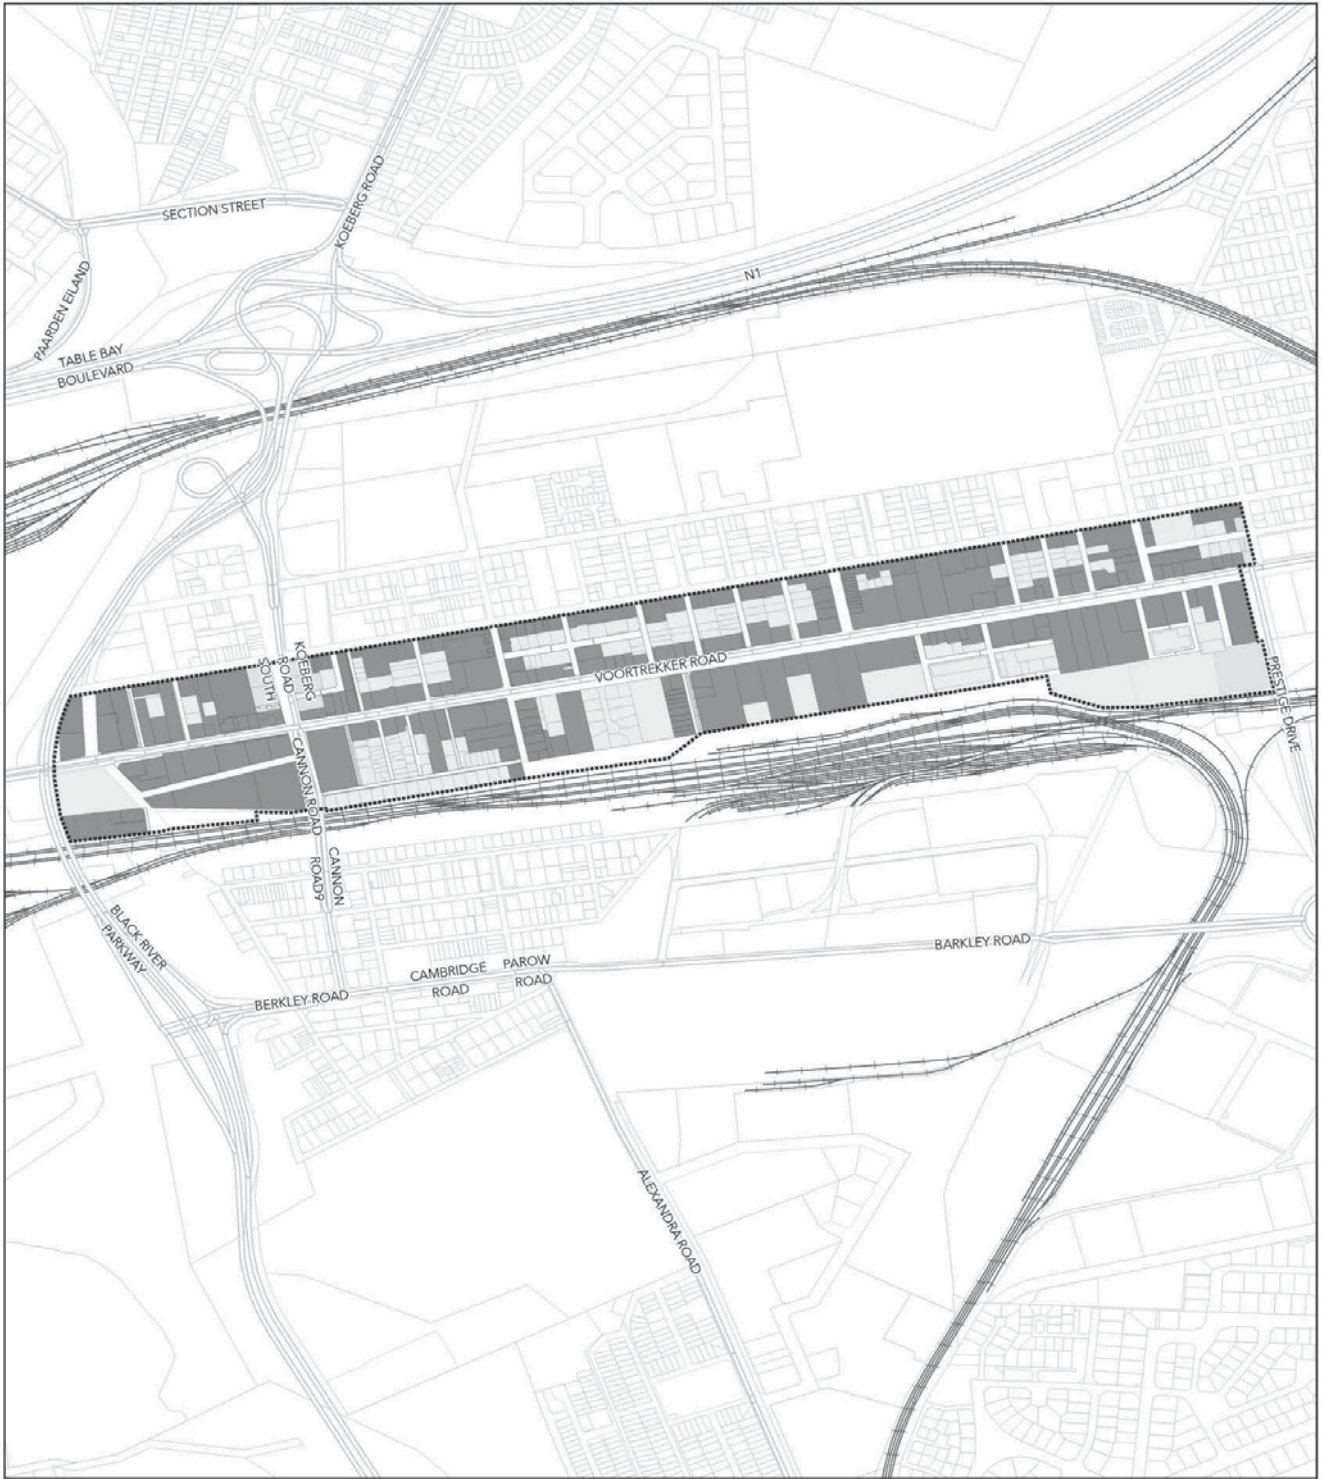 KOEBERG ROAD
SECTION STREET
PAARDEN EILAND
N1
TABLE BAY
BOULEVARD
KOEBERG
ROAD
SOUTH
VOORTREKKER ROAD
PRESTIGE DRIVE
CANNON ROAD
CANNON
ROAD9
BLACK RIVER
PARKWAY
BARKLEY ROAD
CAMBRIDGE
ROAD
PAROW
ROAD
BERKLEY ROAD
ALEXANDRA ROAD